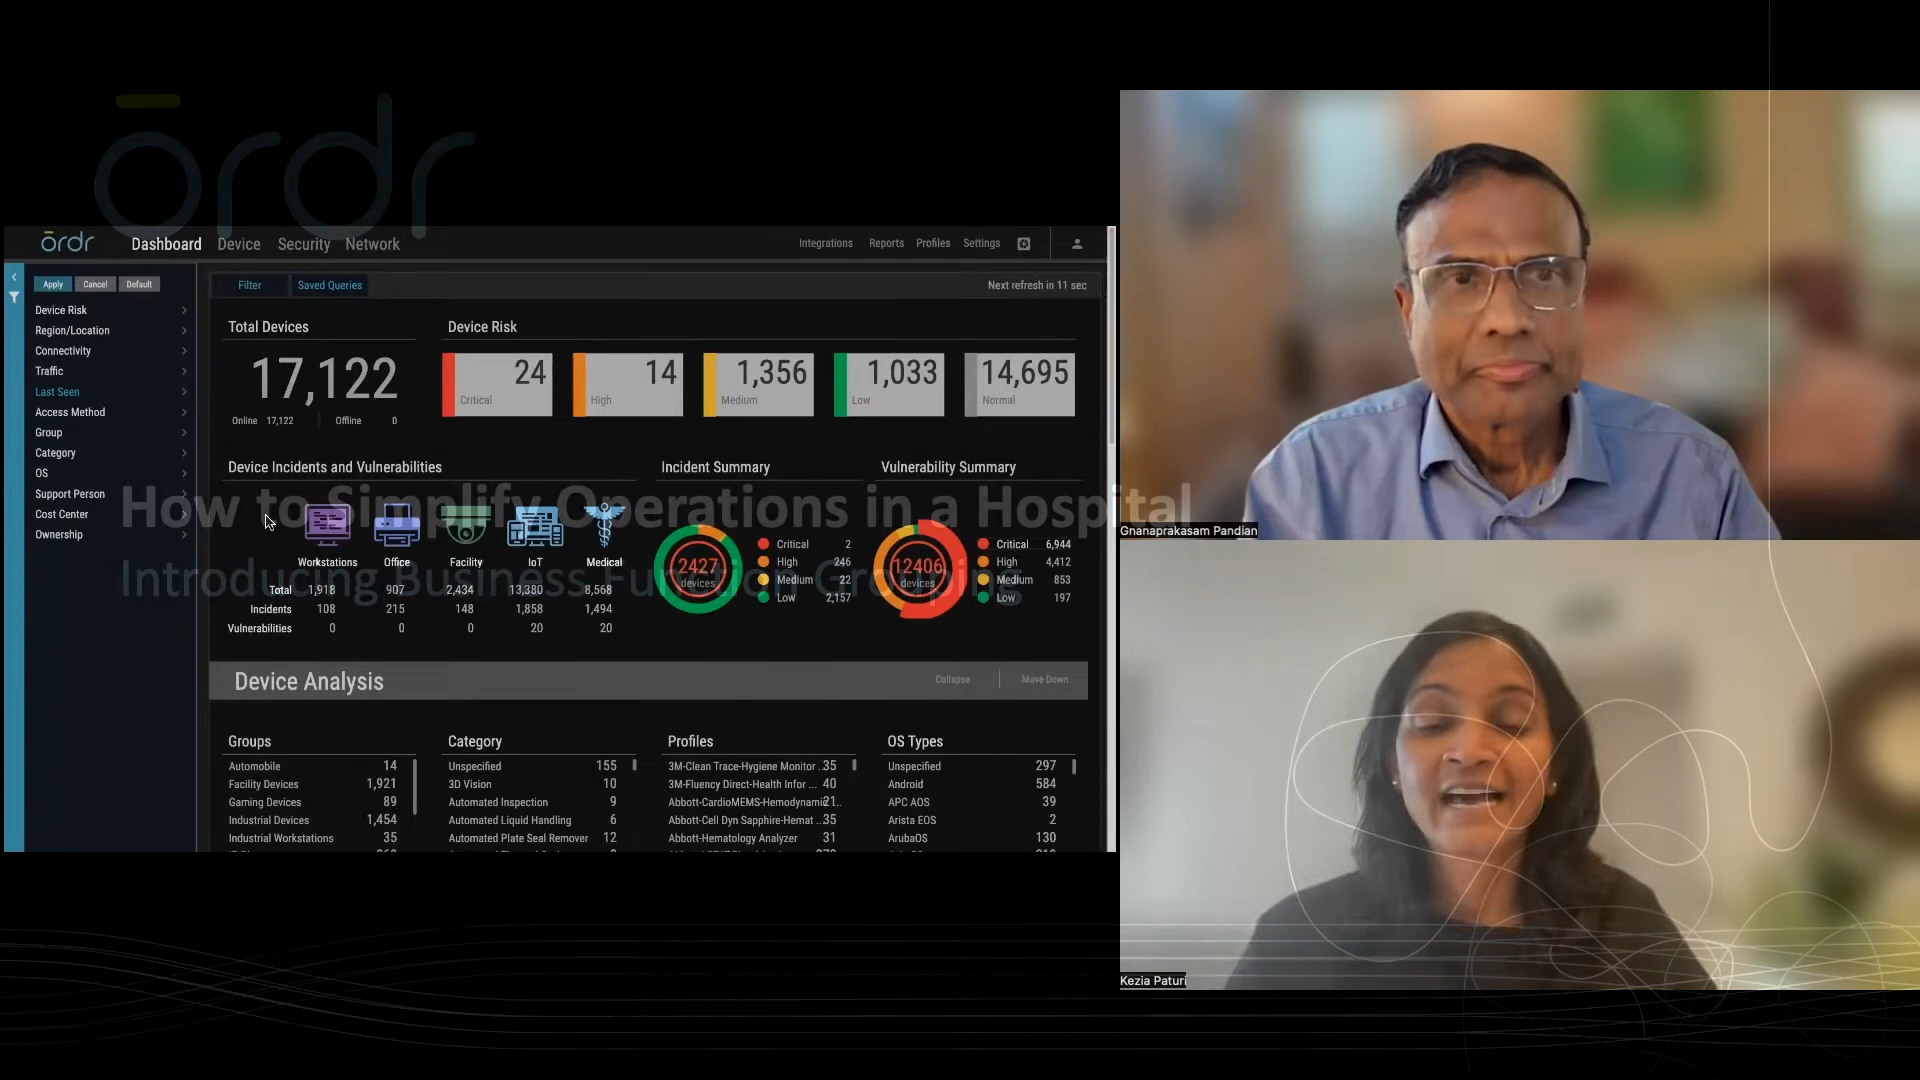 ordr
ordr Dashboard Device Security Network Integrations Reports Profiles Settings
Apply Cancel Default
Device Risk
Region/Location
Connectivity
Traffic
Last Seen
Access Method
Group
Category
OS
Support Person
Cost Center
Ownership
Filter Saved Queries Next refresh in 11 sec
Total Devices
17,122
Online 17,122 Offline 0
Device Risk
24 14 1,356 1,033 14,695
Critical High Medium Low Normal
Device Incidents and Vulnerabilities
Workstations Office Facility IoT Medical
Total 1,918 907 2,434 13,380 8,568
Incidents 108 215 148 1,858 1,494
Vulnerabilities 0 0 0 20 20
Incident Summary
2427
devices
Critical 2
High 246
Medium 22
Low 2,157
Vulnerability Summary
12406
devices
Critical 6,944
High 4,412
Medium 853
Low 197
How to Simplify Operations in a Hospital
Introducing Business Function Grouping
Device Analysis Collapse Move Down
Groups
Automobile 14
Facility Devices 1,921
Gaming Devices 89
Industrial Devices 1,454
Industrial Workstations 35
Category
Unspecified 155
3D Vision 10
Automated Inspection 9
Automated Liquid Handling 6
Automated Plate Seal Remover 12
Profiles
3M-Clean Trace-Hygiene Monitor .. 35
3M-Fluency Direct-Health Infor ... 40
Abbott-CardioMEMS-Hemodynamic 21..
Abbott-Cell Dyn Sapphire-Hemat .. 35
Abbott-Hematology Analyzer 31
OS Types
Unspecified 297
Android 584
APC AOS 39
Arista EOS 2
ArubaOS 130
Gnanaprakasam Pandian
Kezia Paturi